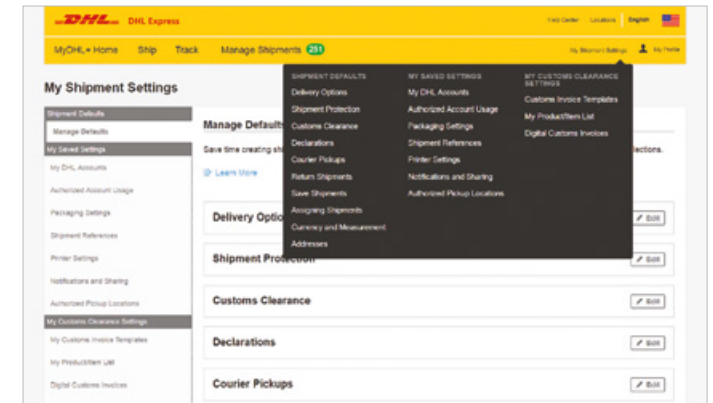 DHL DHL Express
Help Center Locations English
MyDHL+ Home Ship Track Manage Shipments 251 My Shipment Settings My Profile
My Shipment Settings
SHIPMENT DEFAULTS
Delivery Options
Shipment Protection
Customs Clearance
Declarations
Courier Pickups
Return Shipments
Save Shipments
Assigning Shipments
Currency and Measurement
Addresses
MY SAVED SETTINGS
My DHL Accounts
Authorized Account Usage
Packaging Settings
Shipment References
Printer Settings
Notifications and Sharing
Authorized Pickup Locations
MY CUSTOMS CLEARANCE
SETTINGS
Customs Invoice Templates
My Product/Item List
Digital Customs Invoices
Shipment Defaults
Manage Defaults
My Saved Settings
My DHL Accounts
Authorized Account Usage
Packaging Settings
Shipment References
Printer Settings
Notifications and Sharing
Authorized Pickup Locations
My Customs Clearance Settings
My Customs Invoice Templates
My Product/Item List
Digital Customs Invoices
Manage Defaults
Save time creating
Learn More
Delivery Optio
Edit
Shipment Protection
Edit
Customs Clearance
Edit
Declarations
Edit
Courier Pickups
Edit